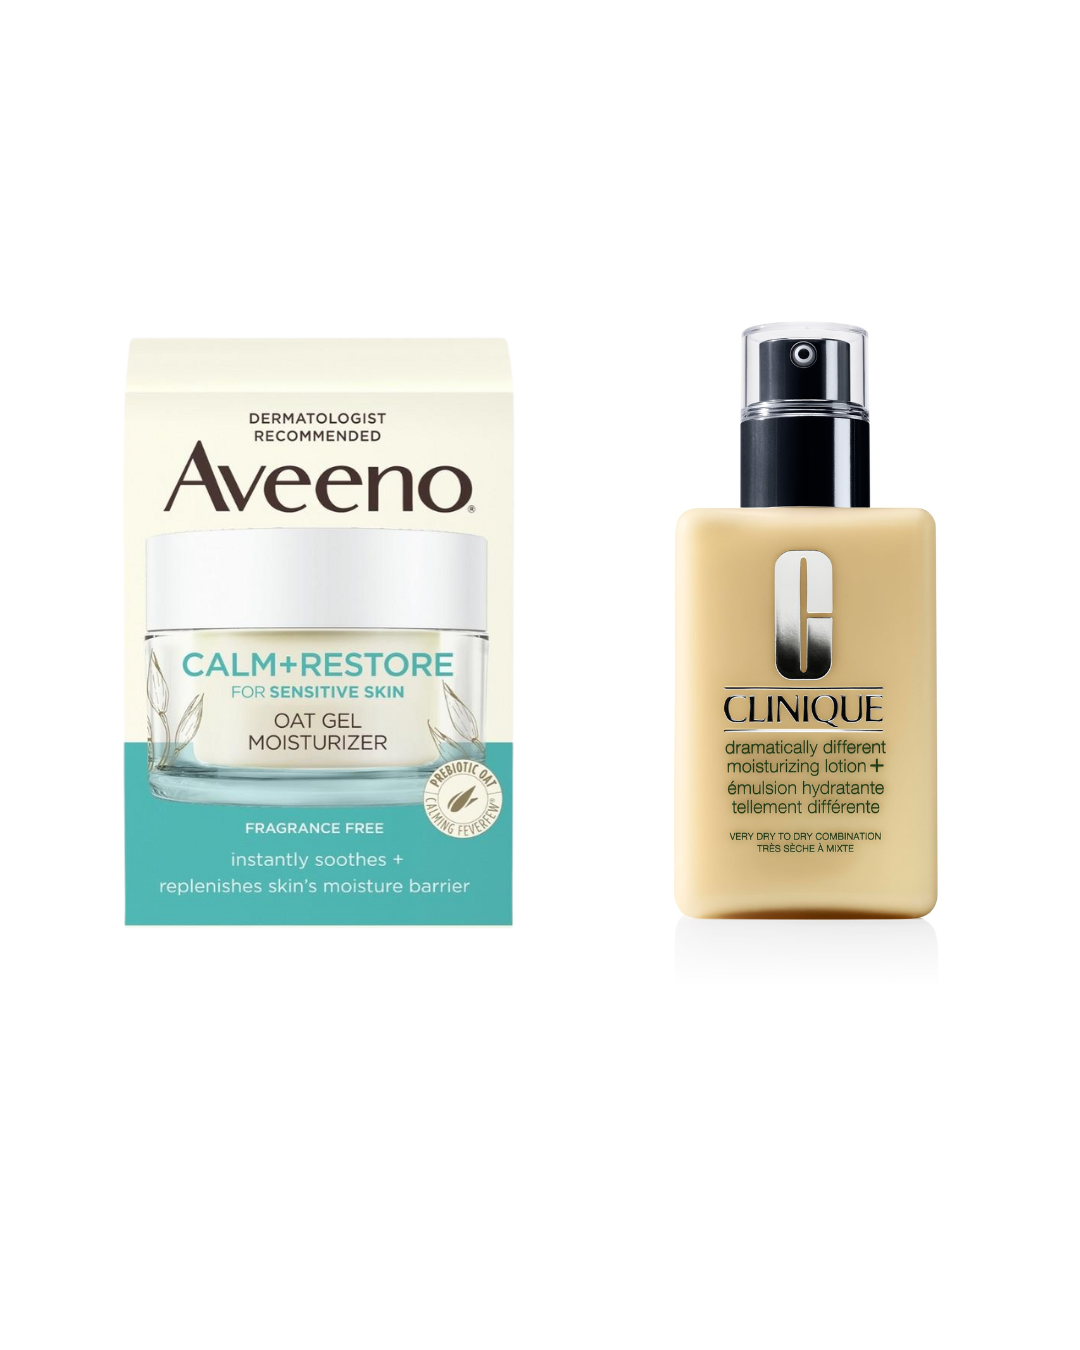 DERMATOLOGIST
RECOMMENDED
Aveeno®
CALM+RESTORE
FOR SENSITIVE SKIN
OAT GEL
MOISTURIZER
PREBIOTIC OAT
CALMING FEVERFEW®
FRAGRANCE FREE
instantly soothes +
replenishes skin's moisture barrier
C
CLINIQUE
dramatically different
moisturizing lotion+
émulsion hydratante
tellement différente
VERY DRY TO DRY COMBINATION
TRÈS SÈCHE À MIXTE